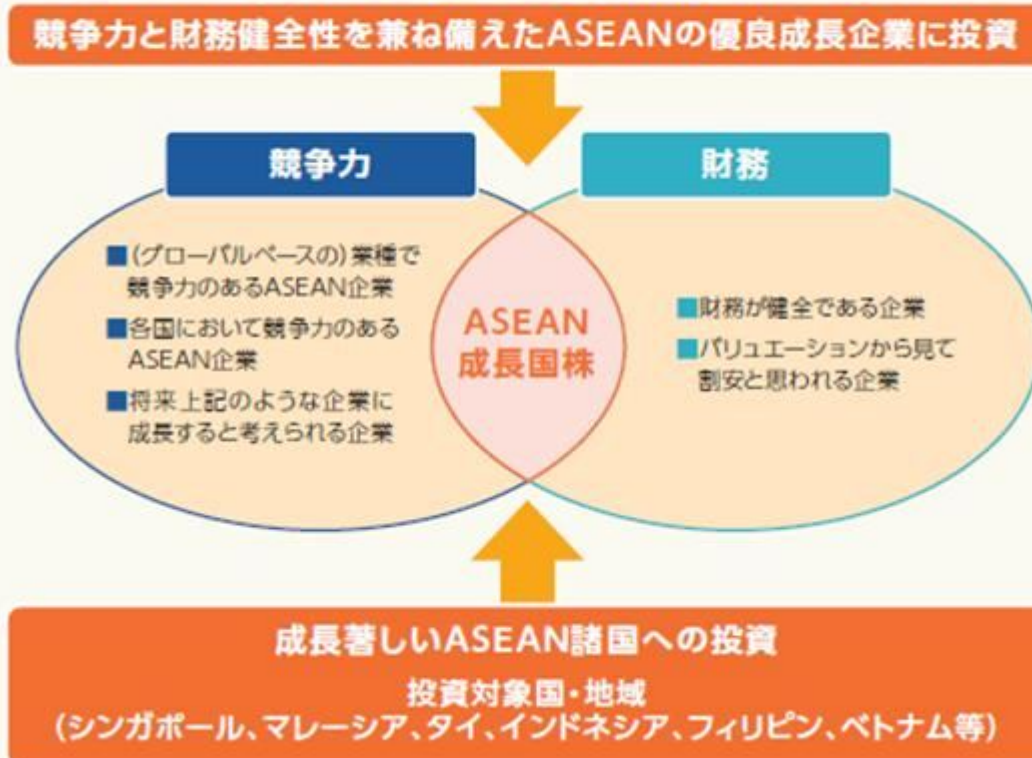 競争力と財務健全性を兼ね備えたASEANの優良成長企業に投資
競争力
■(グローバルベースの)業種で
競争力のあるASEAN企業
■各国において競争力のある
ASEAN企業
■将来上記のような企業に
成長すると考えられる企業
ASEAN
成長国株
財務
■財務が健全である企業
■バリュエーションから見て
割安と思われる企業
成長著しいASEAN諸国への投資
投資対象国・地域
(シンガポール、マレーシア、タイ、インドネシア、フィリピン、ベトナム等)